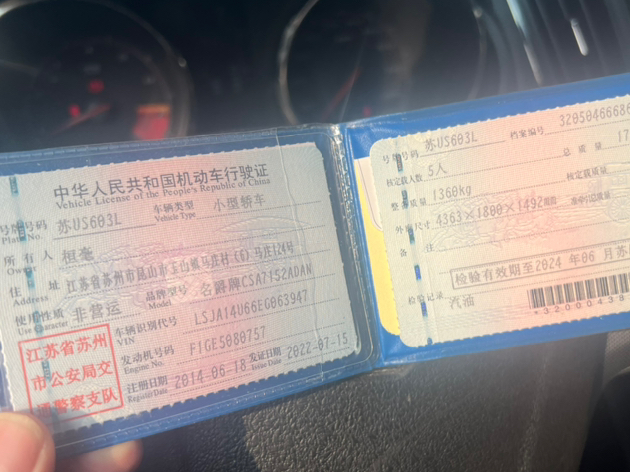 中华人民共和国机动车行驶证
Vehicle License of the People's Republic of China
号牌号码 苏US603L 车辆类型 小型轿车
Plate No. Vehicle Type
所有人 桓毫
Owner
住址 江苏省苏州市昆山市玉山镇马庄村(6)马庄124号
Address
使用性质 非营运 品牌型号 名爵牌CSA7152ADAN
Use Character Model
江苏省苏州
市公安局交
通警察支队
车辆识别代号 LSJA14U66EG063947
VIN
发动机号码 F1GE5080757
Engine No.
注册日期 2014-06-18 发证日期 2022-07-15
Register Date Issue Date
号牌号码 苏US603L 档案编号 3205046668
核定载人数 5人 总质量
整备质量 1360kg 核定载质量
外廓尺寸 4363×1800×1492 准牵引总质量
备注
检验有效期至2024年06月苏
检验记录
汽油